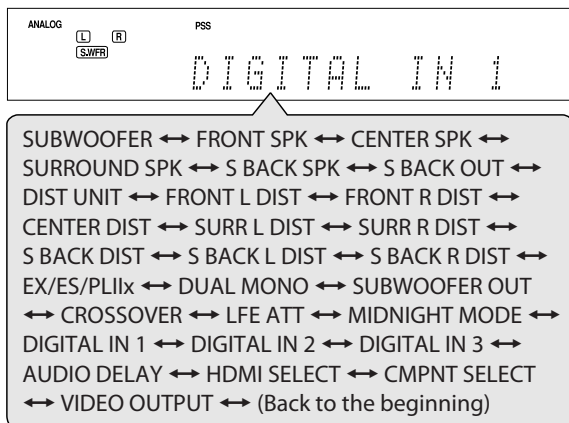 ANALOG PSS
L R
S.WFR
DIGITAL IN 1
SUBWOOFER ↔ FRONT SPK ↔ CENTER SPK ↔
SURROUND SPK ↔ S BACK SPK ↔ S BACK OUT ↔
DIST UNIT ↔ FRONT L DIST ↔ FRONT R DIST ↔
CENTER DIST ↔ SURR L DIST ↔ SURR R DIST ↔
S BACK DIST ↔ S BACK L DIST ↔ S BACK R DIST ↔
EX/ES/PLIIx ↔ DUAL MONO ↔ SUBWOOFER OUT
↔ CROSSOVER ↔ LFE ATT ↔ MIDNIGHT MODE ↔
DIGITAL IN 1 ↔ DIGITAL IN 2 ↔ DIGITAL IN 3 ↔
AUDIO DELAY ↔ HDMI SELECT ↔ CMPNT SELECT
↔ VIDEO OUTPUT ↔ (Back to the beginning)